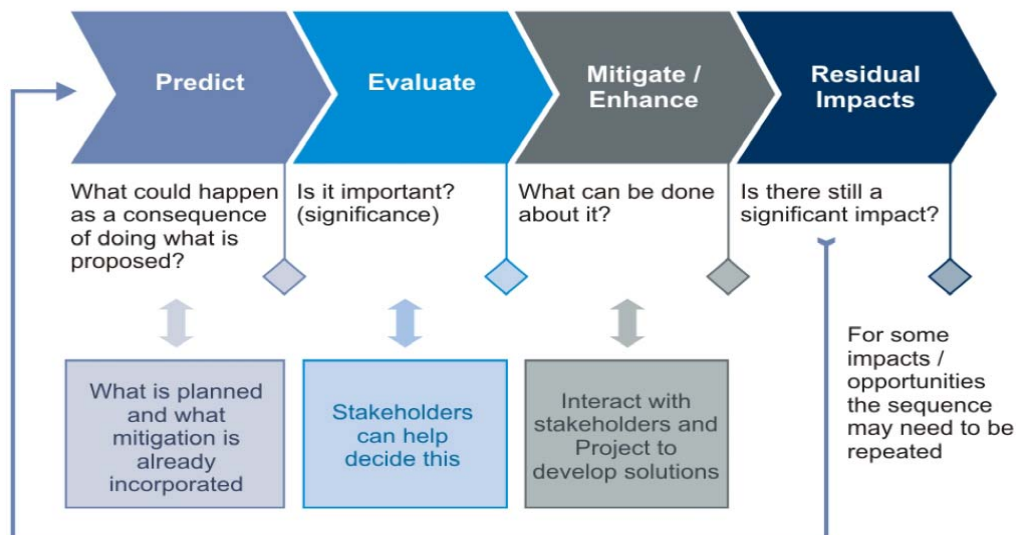 Predict
Evaluate
Mitigate /
Enhance
Residual
Impacts
What could happen
as a consequence
of doing what is
proposed?
Is it important?
(significance)
What can be done
about it?
Is there still a
significant impact?
What is planned
and what
mitigation is
already
incorporated
Stakeholders
can help
decide this
Interact with
stakeholders and
Project to
develop solutions
For some
impacts /
opportunities
the sequence
may need to be
repeated